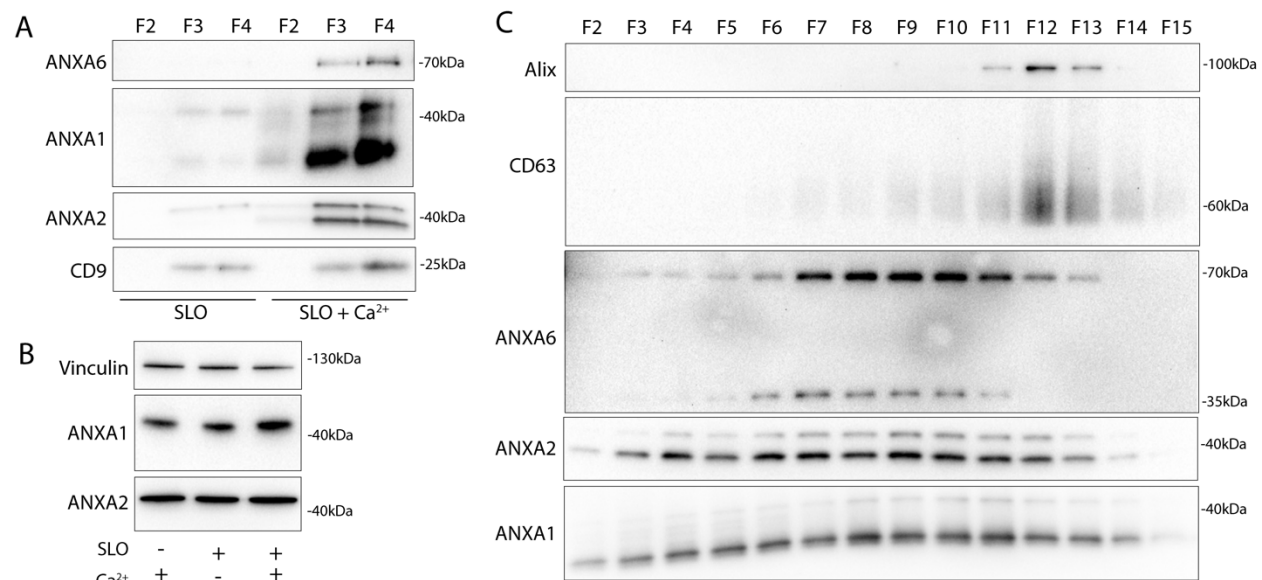 A
F2 F3 F4 F2 F3 F4
ANXA6 -70kDa
ANXA1 -40kDa
ANXA2 -40kDa
CD9 -25kDa
SLO SLO + Ca²⁺
B
Vinculin -130kDa
ANXA1 -40kDa
ANXA2 -40kDa
SLO - + +
Ca²⁺ + - +
C
F2 F3 F4 F5 F6 F7 F8 F9 F10 F11 F12 F13 F14 F15
Alix -100kDa
CD63 -60kDa
-70kDa
ANXA6
-35kDa
ANXA2 -40kDa
ANXA1 -40kDa